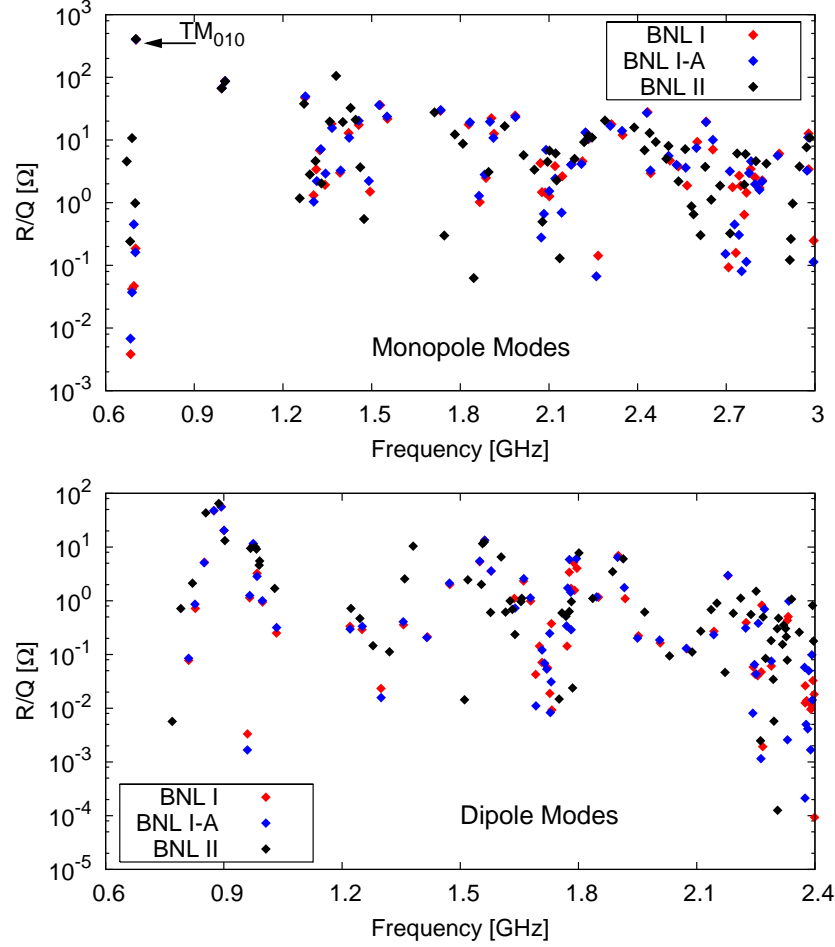 10^3
10^2
10^1
10^0
10^-1
10^-2
10^-3
R/Q [Ω]
TM_010
BNL I
BNL I-A
BNL II
Monopole Modes
0.6 0.9 1.2 1.5 1.8 2.1 2.4 2.7 3
Frequency [GHz]
10^2
10^1
10^0
10^-1
10^-2
10^-3
10^-4
10^-5
R/Q [Ω]
BNL I
BNL I-A
BNL II
Dipole Modes
0.6 0.9 1.2 1.5 1.8 2.1 2.4
Frequency [GHz]